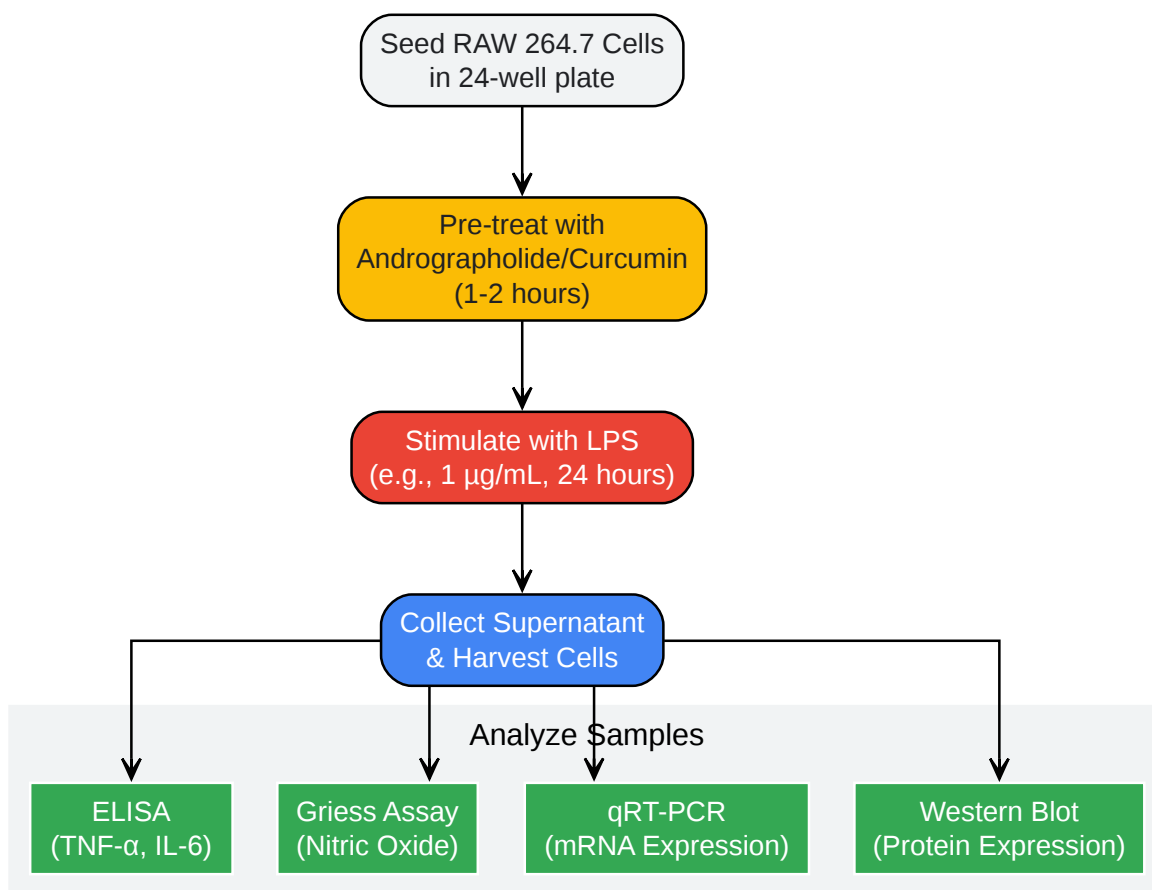 Seed RAW 264.7 Cells
in 24-well plate
Pre-treat with
Andrographolide/Curcumin
(1-2 hours)
Stimulate with LPS
(e.g., 1 µg/mL, 24 hours)
Collect Supernatant
& Harvest Cells
Analyze Samples
ELISA
(TNF-α, IL-6)
Griess Assay
(Nitric Oxide)
qRT-PCR
(mRNA Expression)
Western Blot
(Protein Expression)